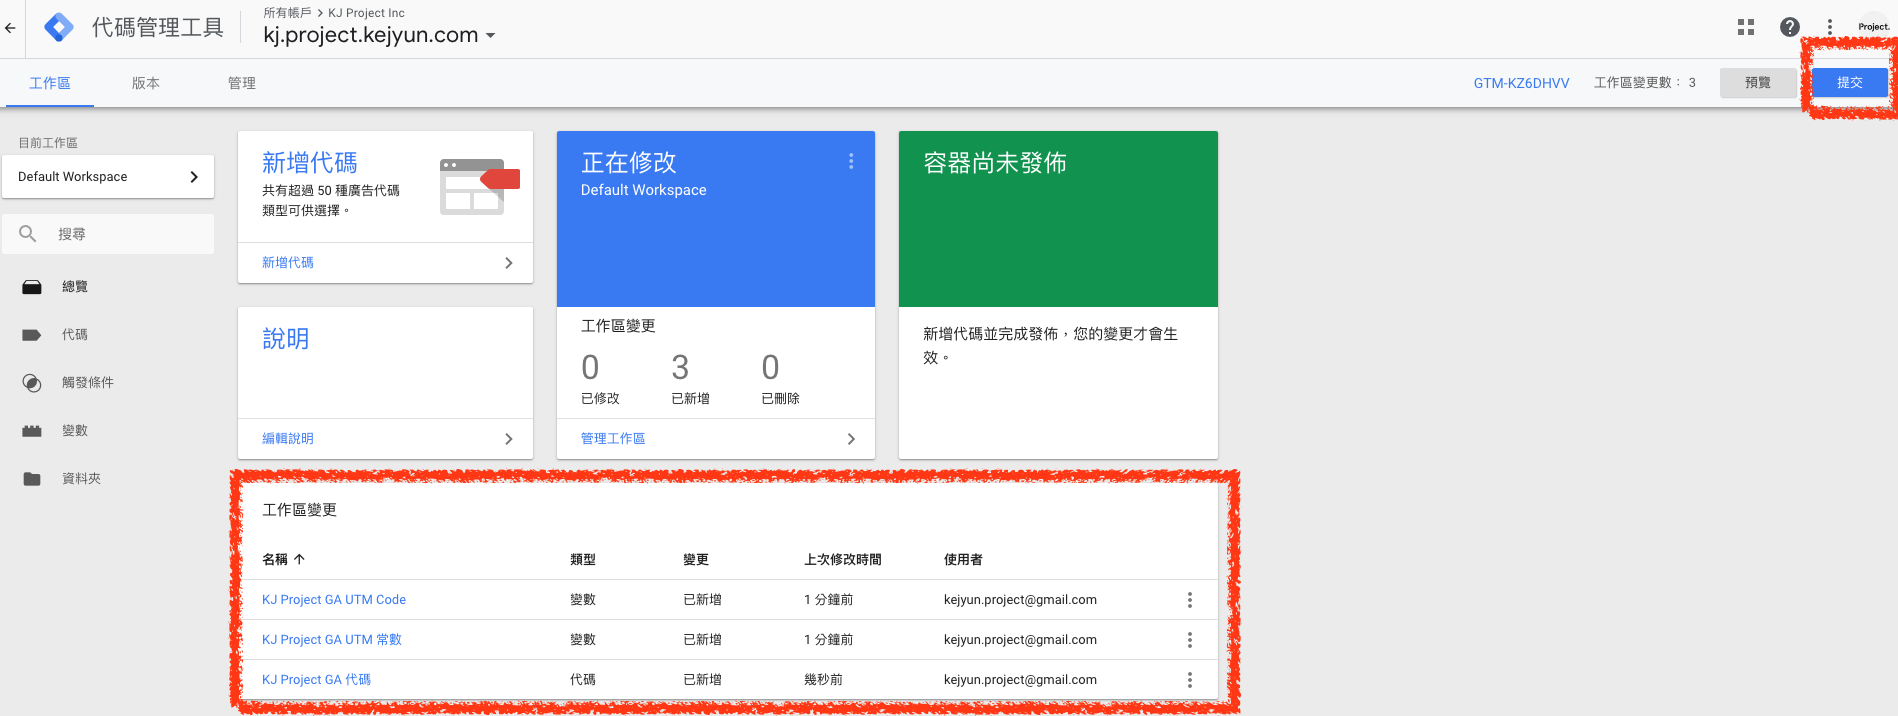 代碼管理工具
所有帳戶 > KJ Project Inc
kj.project.kejyun.com
Project.
工作區
版本
管理
GTM-KZ6DHVV
工作區變更數： 3
預覽
提交
目前工作區
Default Workspace
搜尋
總覽
代碼
觸發條件
變數
資料夾
新增代碼
共有超過 50 種廣告代碼
類型可供選擇。
新增代碼
說明
編輯說明
正在修改
Default Workspace
工作區變更
0 3 0
已修改 已新增 已刪除
管理工作區
容器尚未發佈
新增代碼並完成發佈，您的變更才會生
效。
工作區變更
名稱 ↑ 類型 變更 上次修改時間 使用者
KJ Project GA UTM Code 變數 已新增 1 分鐘前 kejyun.project@gmail.com
KJ Project GA UTM 常數 變數 已新增 1 分鐘前 kejyun.project@gmail.com
KJ Project GA 代碼 代碼 已新增 幾秒前 kejyun.project@gmail.com